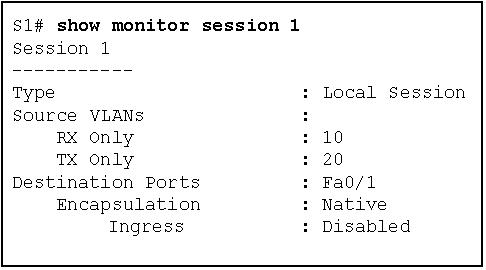 S1# show monitor session 1
Session 1
-----------
Type : Local Session
Source VLANs :
RX Only : 10
TX Only : 20
Destination Ports : Fa0/1
Encapsulation : Native
Ingress : Disabled